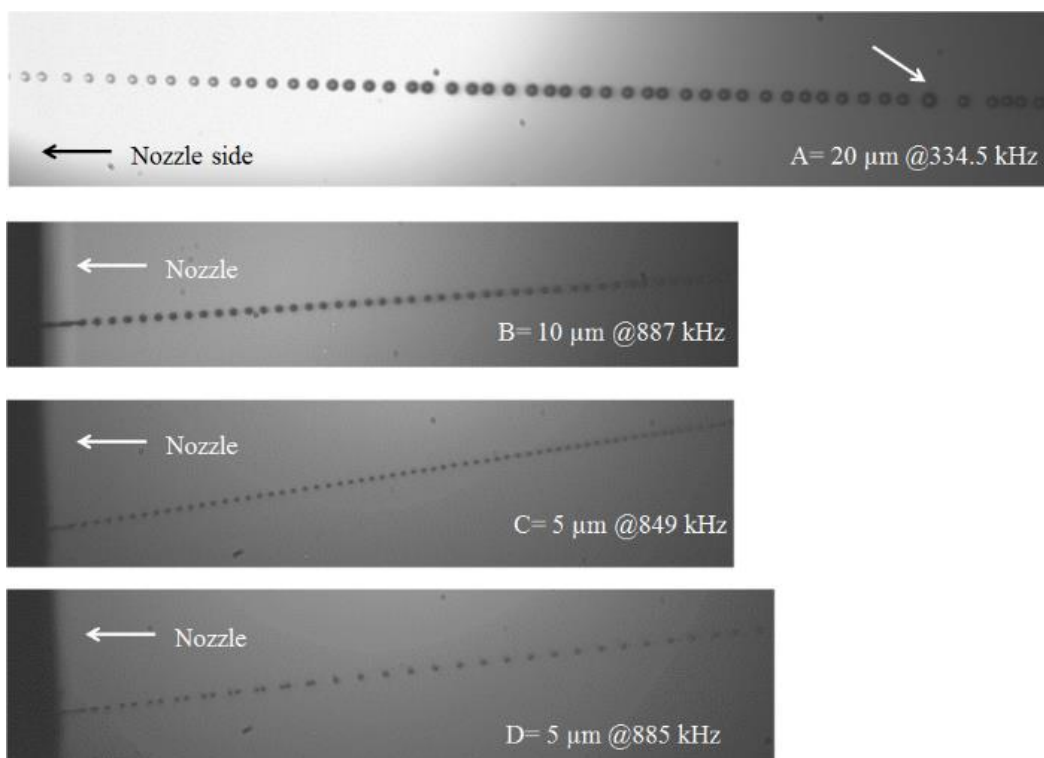 Nozzle side
A= 20 µm @334.5 kHz
Nozzle
B= 10 µm @887 kHz
Nozzle
C= 5 µm @849 kHz
Nozzle
D= 5 µm @885 kHz